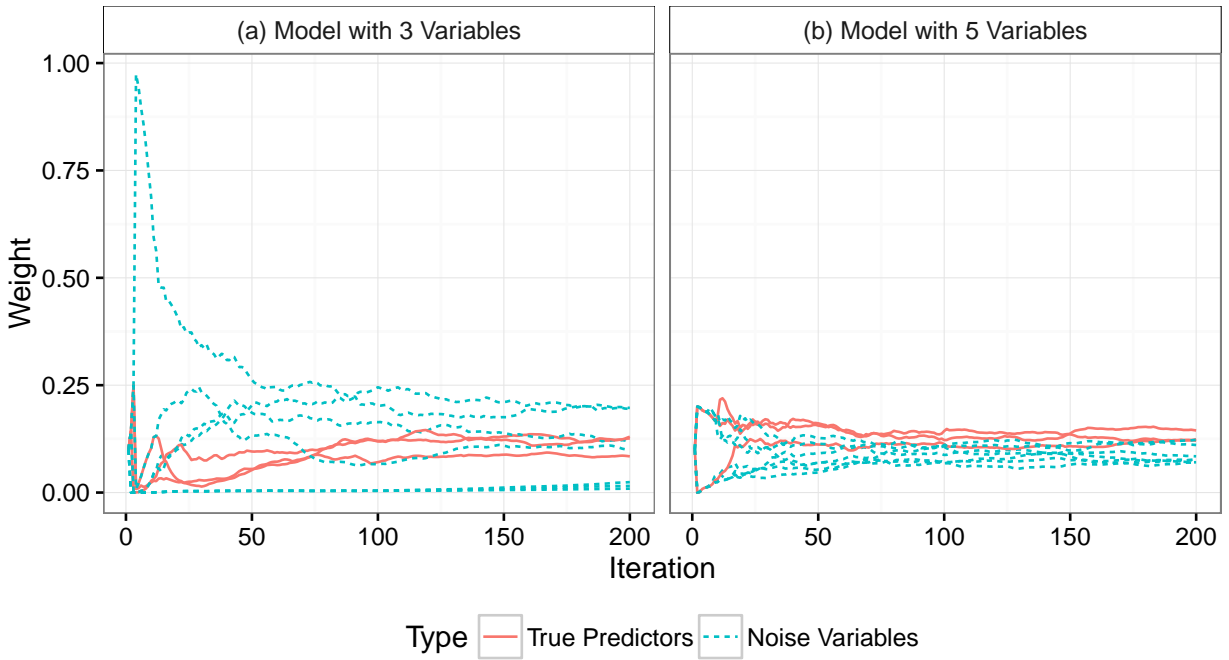 (a) Model with 3 Variables
(b) Model with 5 Variables
1.00
0.75
0.50
0.25
0.00
Weight
0 50 100 150 200
0 50 100 150 200
Iteration
Type True Predictors Noise Variables